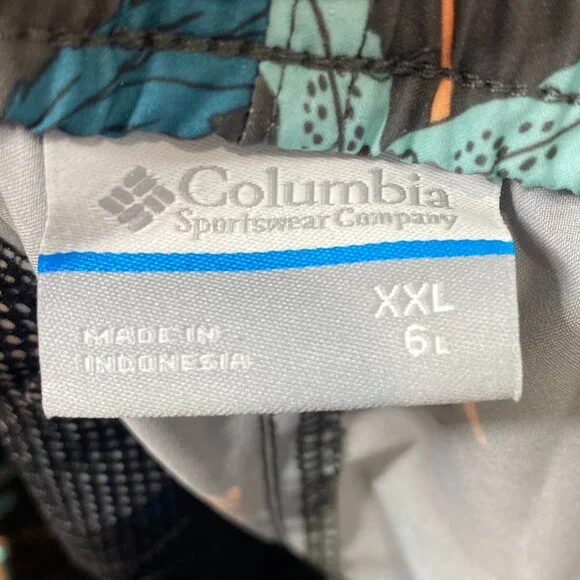 Columbia
Sportswear Company
XXL
6L
MADE IN
INDONESIA